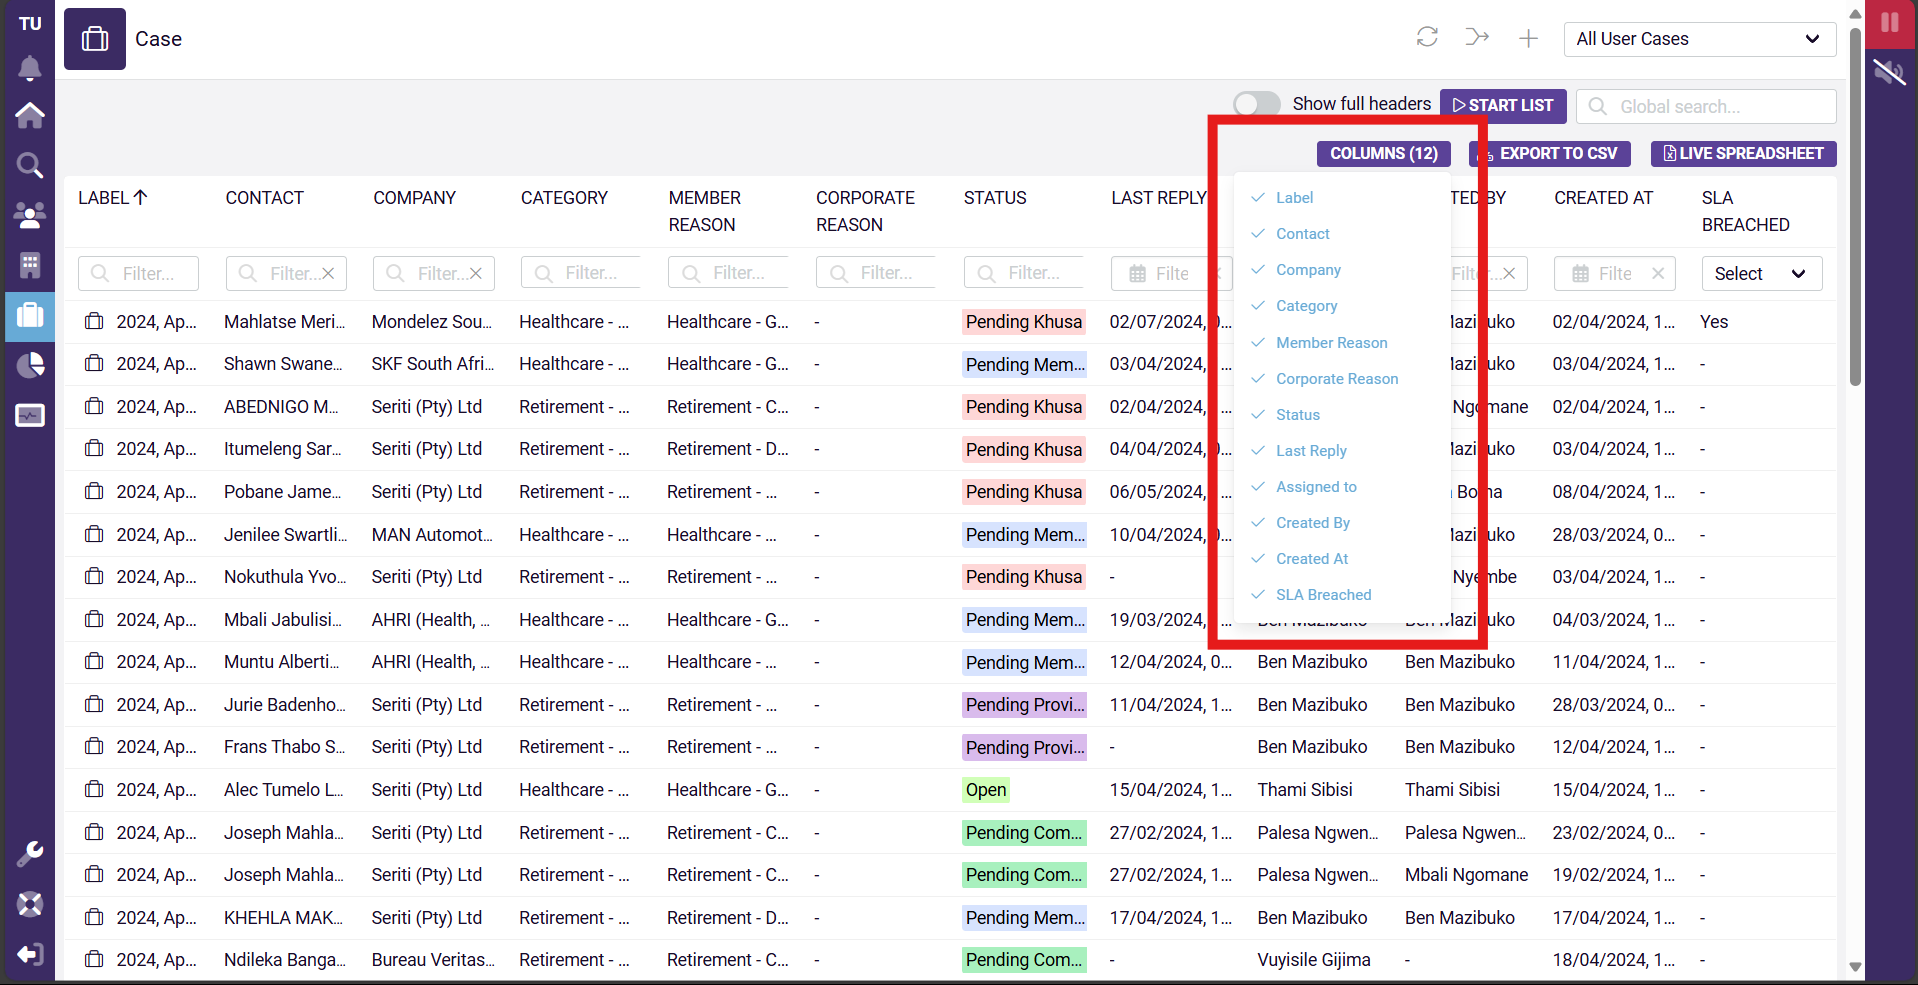 TU
Case
All User Cases
Show full headers
START LIST
Global search...
COLUMNS (12)
EXPORT TO CSV
LIVE SPREADSHEET
LABEL CONTACT COMPANY CATEGORY MEMBER REASON CORPORATE REASON STATUS LAST REPLY TED BY CREATED AT SLA BREACHED
Filter... Filter... Filter... Filter... Filter... Filter... Filter... Filte Filt...  Filte Select
Label
Contact
Company
Category
Member Reason
Corporate Reason
Status
Last Reply
Assigned to
Created By
Created At
SLA Breached
2024, Ap... Mahlatse Meri... Mondelez Sou... Healthcare - ... Healthcare - G... - Pending Khusa 02/07/2024, 0... Mazibuko 02/04/2024, 1... Yes
2024, Ap... Shawn Swane... SKF South Afri... Healthcare - ... Healthcare - G... - Pending Mem... 03/04/2024, ... Mazibuko 03/04/2024, 1... -
2024, Ap... ABEDNIGO M... Seriti (Pty) Ltd Retirement - ... Retirement - C... - Pending Khusa 02/04/2024, ... Ngomane 02/04/2024, 1... -
2024, Ap... Itumeleng Sar... Seriti (Pty) Ltd Retirement - ... Retirement - D... - Pending Khusa 04/04/2024, 0... Mazibuko 03/04/2024, 1... -
2024, Ap... Pobane Jame... Seriti (Pty) Ltd Retirement - ... Retirement - ... - Pending Khusa 06/05/2024, ... Botha 08/04/2024, 1... -
2024, Ap... Jenilee Swartli... MAN Automot... Healthcare - ... Healthcare - ... - Pending Mem... 10/04/2024, 0... Mazibuko 28/03/2024, 0... -
2024, Ap... Nokuthula Yvo... Seriti (Pty) Ltd Retirement - ... Retirement - ... - Pending Khusa - Nyembe 03/04/2024, 1... -
2024, Ap... Mbali Jabulisi... AHRI (Health, ... Healthcare - ... Healthcare - G... - Pending Mem... 19/03/2024, ... Ben Mazibuko Ben Mazibuko 04/03/2024, 1... -
2024, Ap... Muntu Alberti... AHRI (Health, ... Healthcare - ... Healthcare - ... - Pending Mem... 12/04/2024, 0... Ben Mazibuko Ben Mazibuko 11/04/2024, 1... -
2024, Ap... Jurie Badenho... Seriti (Pty) Ltd Retirement - ... Retirement - ... - Pending Provi... 11/04/2024, 1... Ben Mazibuko Ben Mazibuko 28/03/2024, 0... -
2024, Ap... Frans Thabo S... Seriti (Pty) Ltd Retirement - ... Retirement - ... - Pending Provi... - Ben Mazibuko Ben Mazibuko 12/04/2024, 1... -
2024, Ap... Alec Tumelo L... Seriti (Pty) Ltd Healthcare - ... Healthcare - G... - Open 15/04/2024, 1... Thami Sibisi Thami Sibisi 15/04/2024, 1... -
2024, Ap... Joseph Mahla... Seriti (Pty) Ltd Retirement - ... Retirement - C... - Pending Com... 27/02/2024, 1... Palesa Ngwen... Palesa Ngwen... 23/02/2024, 0... -
2024, Ap... Joseph Mahla... Seriti (Pty) Ltd Retirement - ... Retirement - C... - Pending Com... 27/02/2024, 1... Palesa Ngwen... Mbali Ngomane 19/02/2024, 1... -
2024, Ap... KHEHLA MAK... Seriti (Pty) Ltd Retirement - ... Retirement - D... - Pending Mem... 17/04/2024, 1... Ben Mazibuko Ben Mazibuko 17/04/2024, 1... -
2024, Ap... Ndileka Banga... Bureau Veritas... Retirement - ... Retirement - C... - Pending Com... - Vuyisile Gijima - 18/04/2024, 1... -